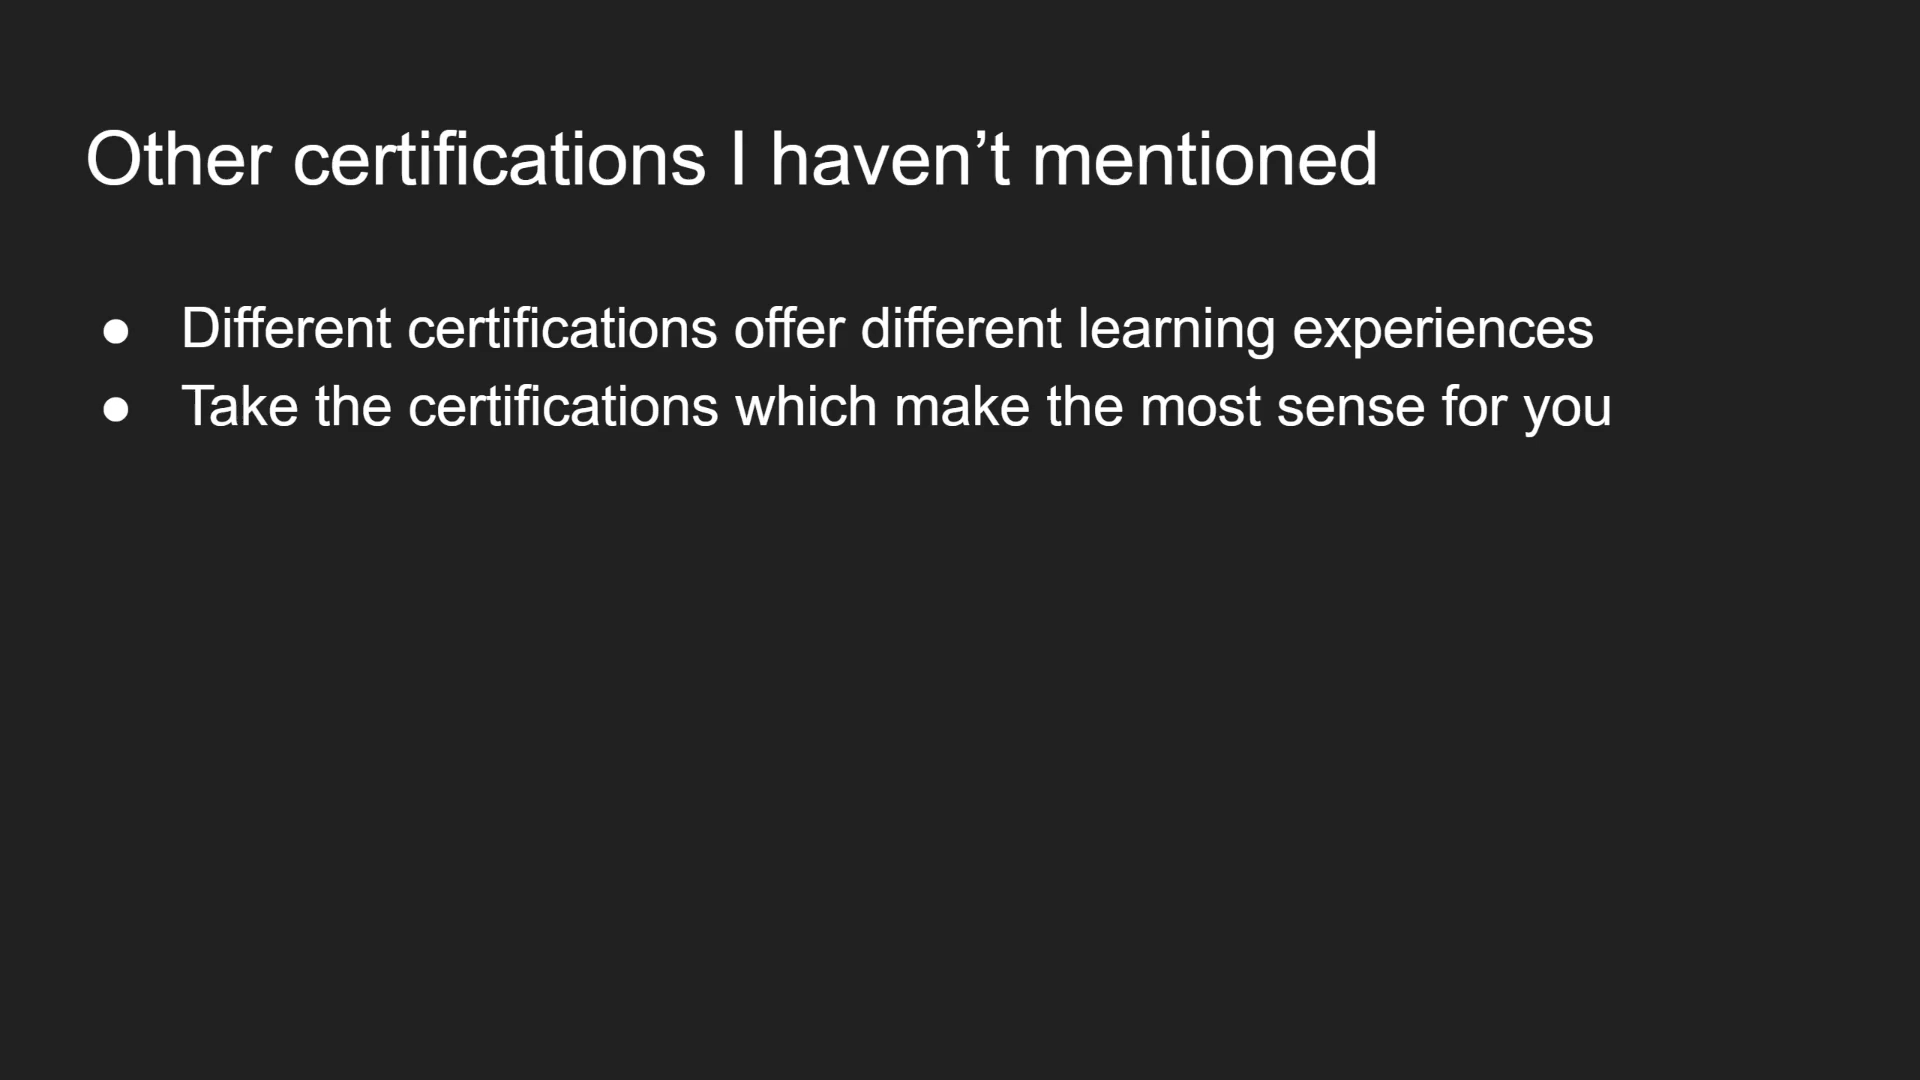 Other certifications I haven’t mentioned
● Different certifications offer different learning experiences
● Take the certifications which make the most sense for you